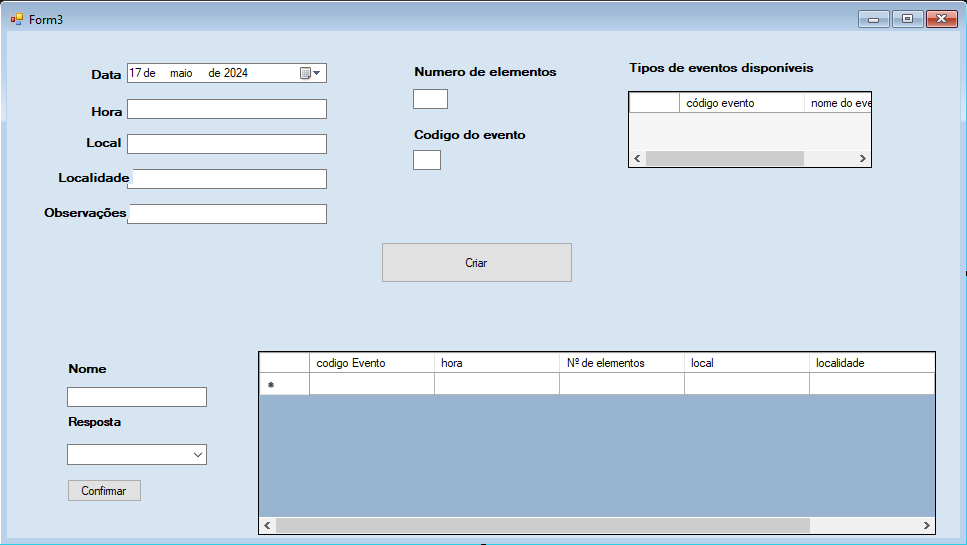 Form3
Data
17 de maio de 2024
Hora
Local
Localidade
Observações
Numero de elementos
Codigo do evento
Tipos de eventos disponíveis
código evento nome do eve
Criar
Nome
Resposta
Confirmar
codigo Evento hora Nº de elementos local localidade
*